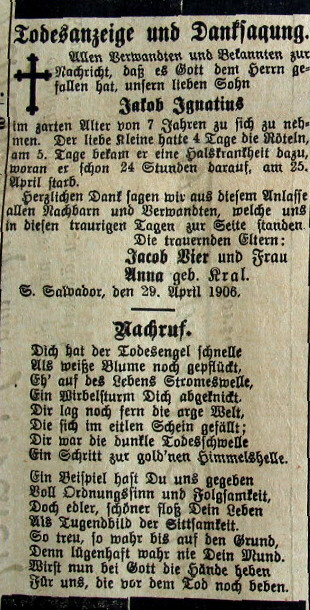 Todesanzeige und Danksagung.
Allen Verwandten und Bekannten zur
Nachricht, daß es Gott dem Herrn ge-
fallen hat, unsern lieben Sohn
Jakob Ignatius
im zarten Alter von 7 Jahren zu sich zu neh-
men. Der liebe Kleine hatte 4 Tage die Röteln,
am 5. Tage bekam er eine Halskrankheit dazu,
woran er schon 24 Stunden darauf, am 25.
April starb.
Herzlichen Dank sagen wir aus diesem Anlasse
allen Nachbarn und Verwandten, welche uns
in diesen traurigen Tagen zur Seite standen.
Die trauernden Eltern:
Jacob Vier und Frau
Anna geb. Kral.
S. Salvador, den 29. April 1906.
Nachruf.
Dich hat der Todesengel schnelle
Als weiße Blume noch gepflückt,
Eh' auf des Lebens Stromeswelle,
Ein Wirbelsturm Dich abgeknickt.
Dir lag noch fern die arge Welt,
Die sich im eitlen Schein gefällt;
Dir war die dunkle Todesschwelle
Ein Schritt zur gold'nen Himmelshelle.
Ein Beispiel hast Du uns gegeben
Voll Ordnungssinn und Folgsamkeit,
Doch edler, schöner floß Dein Leben
Als Tugendbild der Sittsamkeit.
So treu, so wahr bis auf den Grund,
Denn lügenhaft wahr nie Dein Mund.
Wirst nun bei Gott die Hände heben
Für uns, die vor dem Tod noch beben.